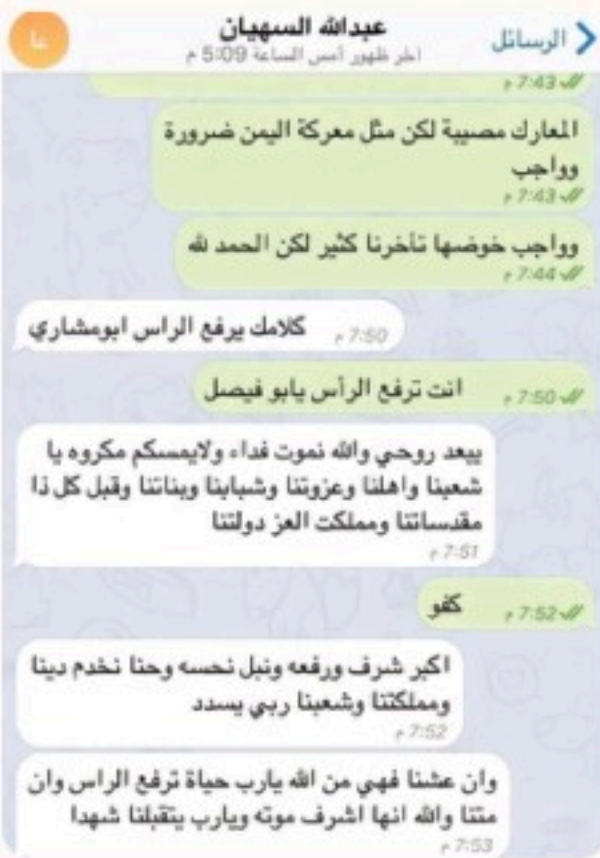 الرسائل
عبدالله السهيان
اخر ظهور أمس الساعة 5:09 م
عا
7:43 م
المعارك مصيبة لكن مثل معركة اليمن ضرورة
وواجب
7:43 م
وواجب خوضها تأخرنا كثير لكن الحمد لله
7:44 م
كلامك يرفع الراس ابومشاري
7:50 م
انت ترفع الرأس يابو فيصل
7:50 م
يبعد روحي والله نموت فداء ولايمسكم مكروه يا
شعبنا واهلنا وعزوتنا وشبابنا وبناتنا وقبل كل ذا
مقدساتنا ومملكت العز دولتنا
7:51 م
كفو
7:52 م
اكبر شرف ورفعه ونبل نحسه وحنا نخدم دينا
ومملكتنا وشعبنا ربي يسدد
7:52 م
وان عشنا فهي من الله يارب حياة ترفع الراس وان
متنا والله انها اشرف موته ويارب يتقبلنا شهدا
7:53 م